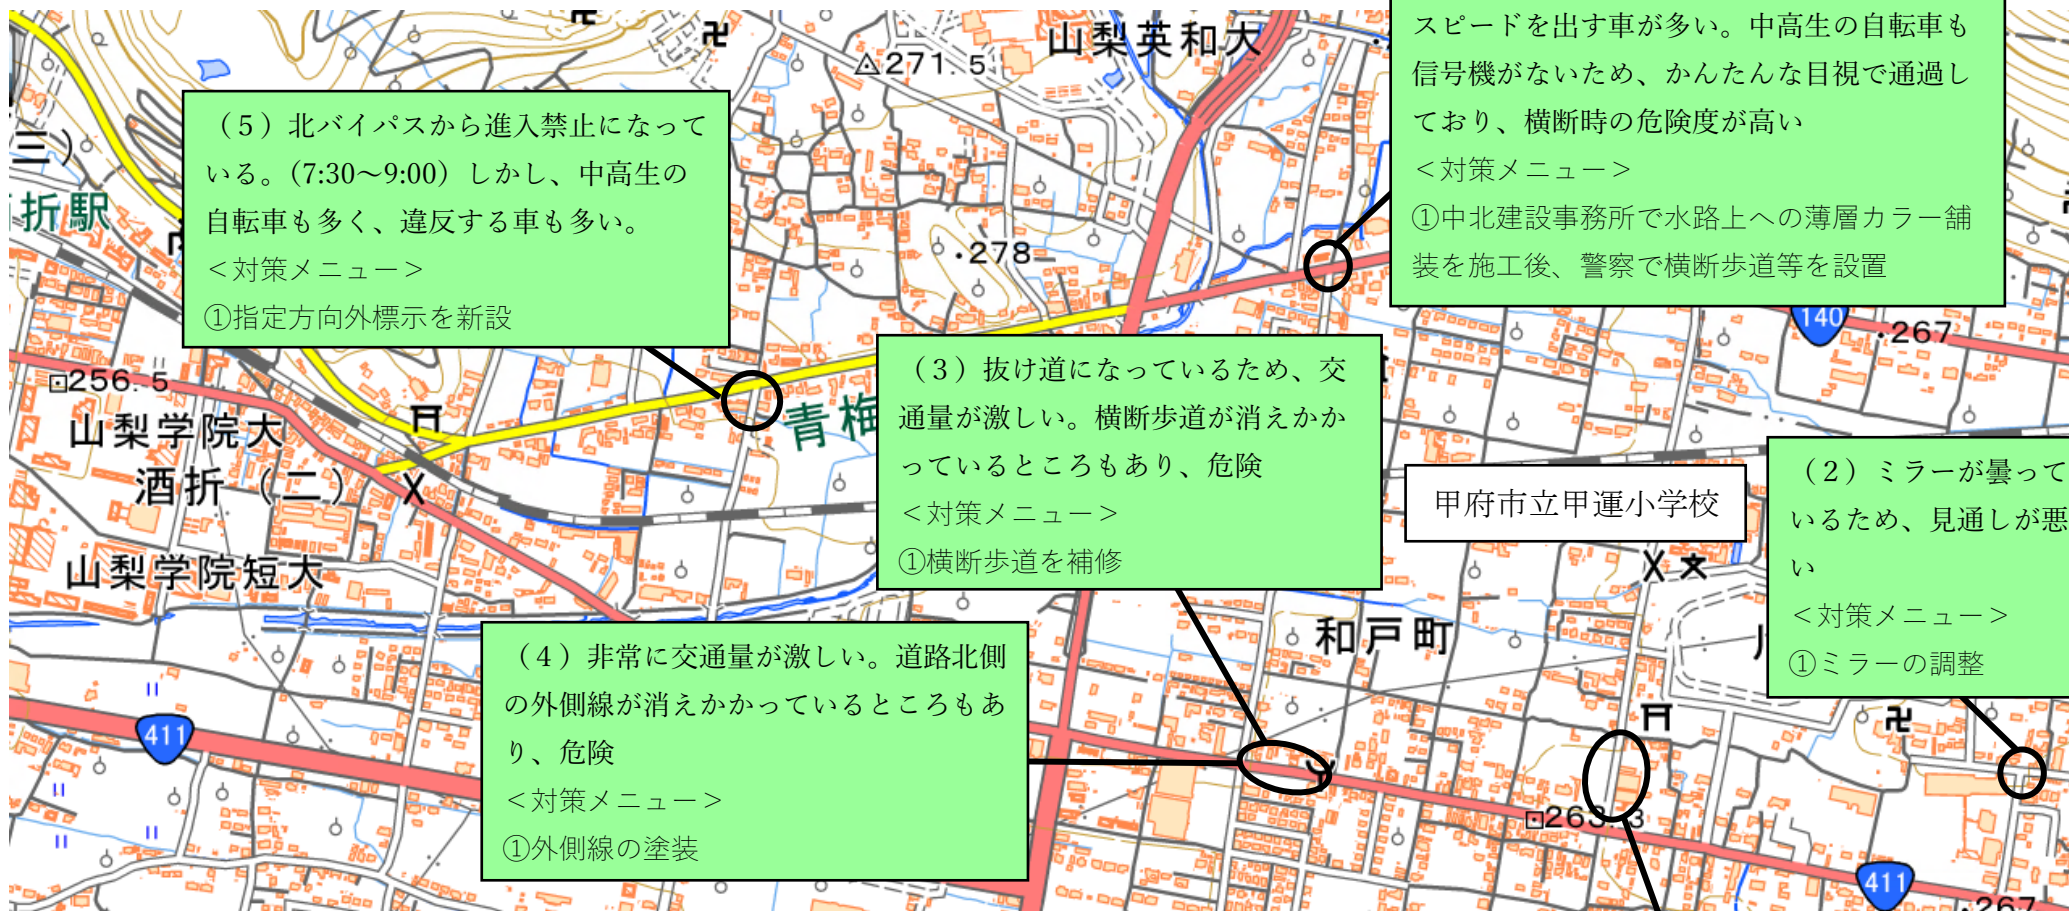 スピードを出す車が多い。中高生の自転車も
信号機がないため、かんたんな目視で通過し
ており、横断時の危険度が高い
＜対策メニュー＞
①中北建設事務所で水路上への薄層カラー舗
装を施工後、警察で横断歩道等を設置
山梨英和大
271.5
（5）北バイパスから進入禁止になって
いる。（7:30～9:00）しかし、中高生の
自転車も多く、違反する車も多い。
＜対策メニュー＞
①指定方向外標示を新設
三）
折駅
278
140
267
256.5
山梨学院大
酒折（二）
山梨学院短大
青梅
（3）抜け道になっているため、交
通量が激しい。横断歩道が消えかか
っているところもあり、危険
＜対策メニュー＞
①横断歩道を補修
甲府市立甲運小学校
（2）ミラーが曇って
いるため、見通しが悪
い
＜対策メニュー＞
①ミラーの調整
文
和戸町
（4）非常に交通量が激しい。道路北側
の外側線が消えかかっているところもあ
り、危険
＜対策メニュー＞
①外側線の塗装
411
263.3
411
267